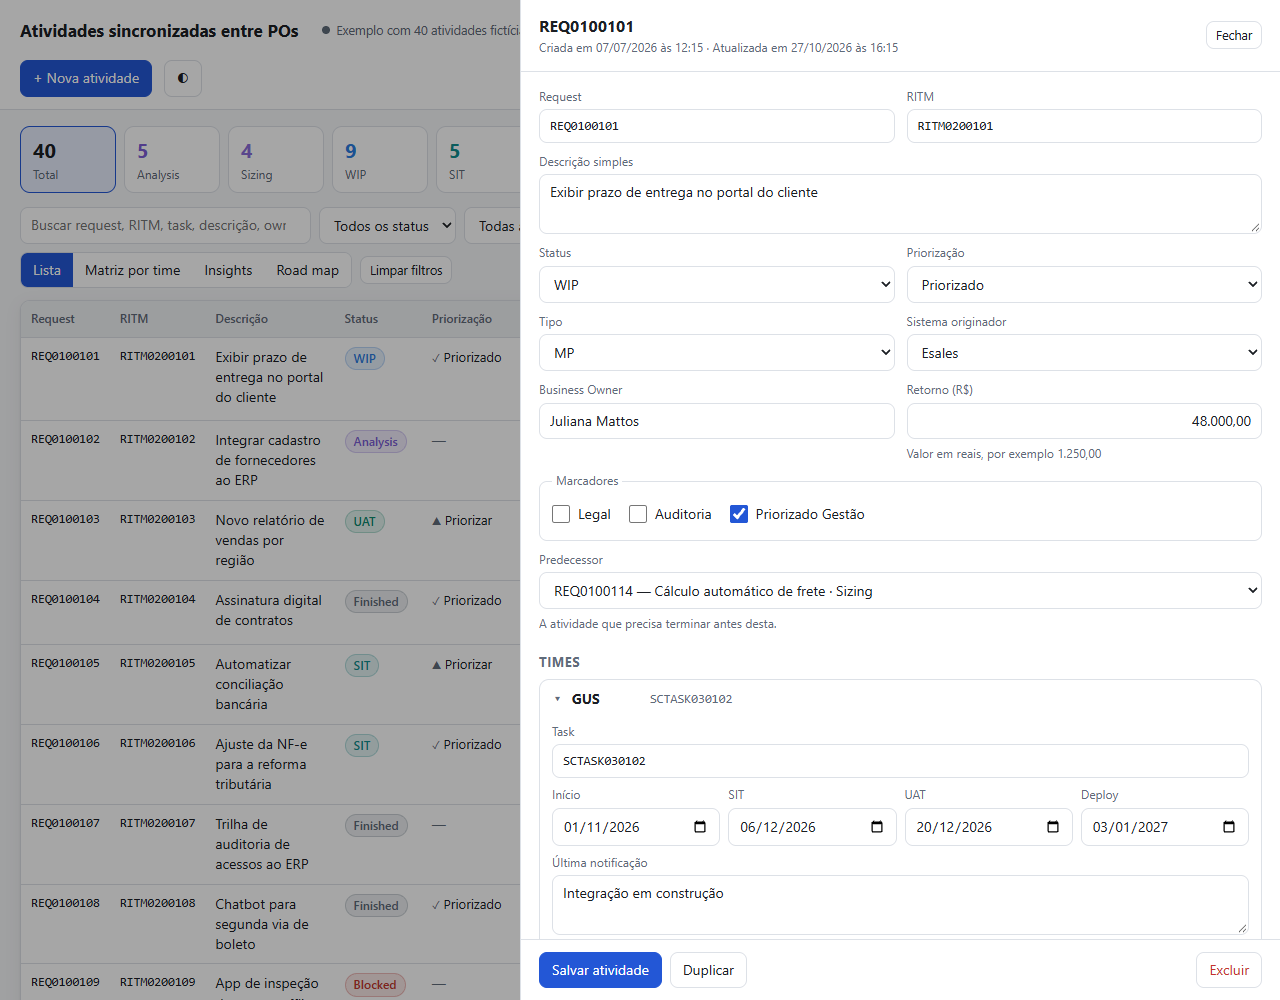 Atividades sincronizadas entre POs
Exemplo com 40 atividades fictíci
+ Nova atividade
40
Total
5
Analysis
4
Sizing
9
WIP
5
SIT
Buscar request, RITM, task, descrição, owr
Todos os status
Todas
Lista
Matriz por time
Insights
Road map
Limpar filtros
Request RITM Descrição Status Priorização
REQ0100101 RITM0200101 Exibir prazo de WIP ✓ Priorizado
entrega no portal
do cliente
REQ0100102 RITM0200102 Integrar cadastro Analysis —
de fornecedores
ao ERP
REQ0100103 RITM0200103 Novo relatório de UAT ▲ Priorizar
vendas por
região
REQ0100104 RITM0200104 Assinatura digital Finished ✓ Priorizado
de contratos
REQ0100105 RITM0200105 Automatizar SIT ▲ Priorizar
conciliação
bancária
REQ0100106 RITM0200106 Ajuste da NF-e SIT ✓ Priorizado
para a reforma
tributária
REQ0100107 RITM0200107 Trilha de Finished —
auditoria de
acessos ao ERP
REQ0100108 RITM0200108 Chatbot para Finished ✓ Priorizado
segunda via de
boleto
REQ0100109 RITM0200109 App de inspeção Blocked —
REQ0100101
Criada em 07/07/2026 às 12:15 · Atualizada em 27/10/2026 às 16:15
Fechar
Request RITM
REQ0100101 RITM0200101
Descrição simples
Exibir prazo de entrega no portal do cliente
Status Priorização
WIP Priorizado
Tipo Sistema originador
MP Esales
Business Owner Retorno (R$)
Juliana Mattos 48.000,00
Valor em reais, por exemplo 1.250,00
Marcadores
Legal Auditoria Priorizado Gestão
Predecessor
REQ0100114 — Cálculo automático de frete · Sizing
A atividade que precisa terminar antes desta.
TIMES
▾ GUS SCTASK030102
Task
SCTASK030102
Início SIT UAT Deploy
01/11/2026 06/12/2026 20/12/2026 03/01/2027
Última notificação
Integração em construção
Salvar atividade Duplicar Excluir